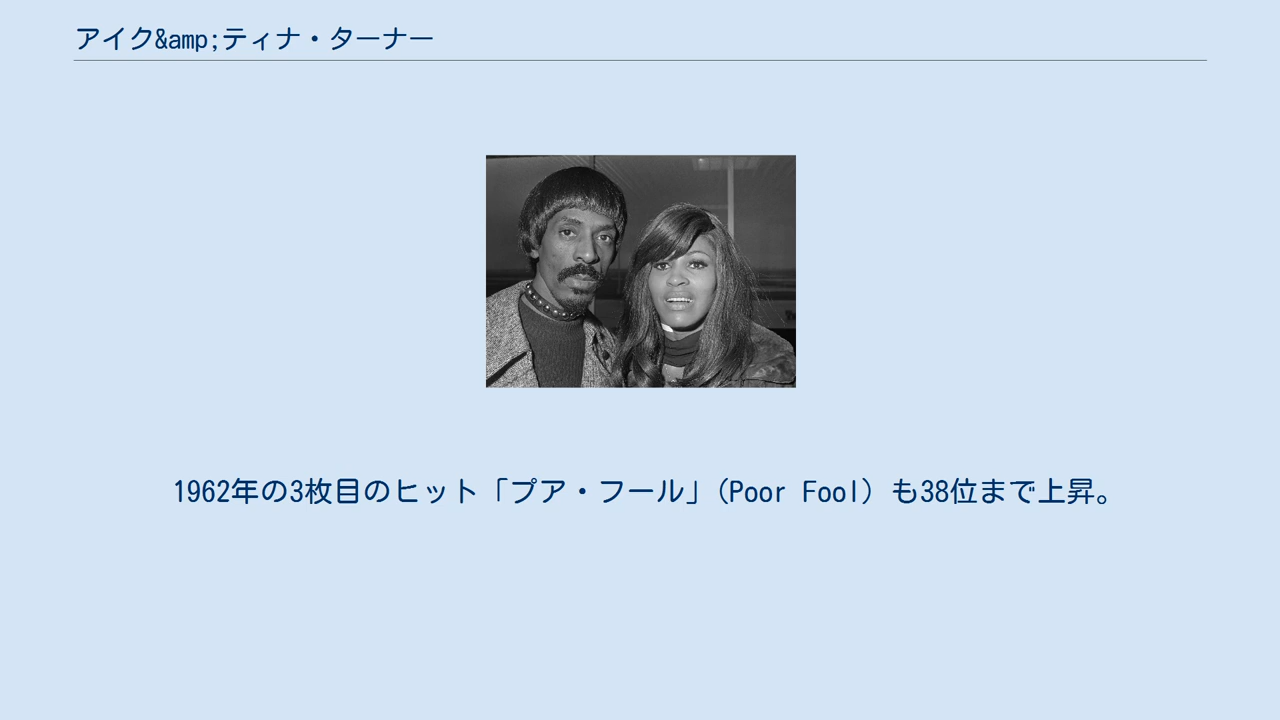 アイク&amp;ティナ・ターナー
1962年の3枚目のヒット「プア・フール」(Poor Fool) も38位まで上昇。